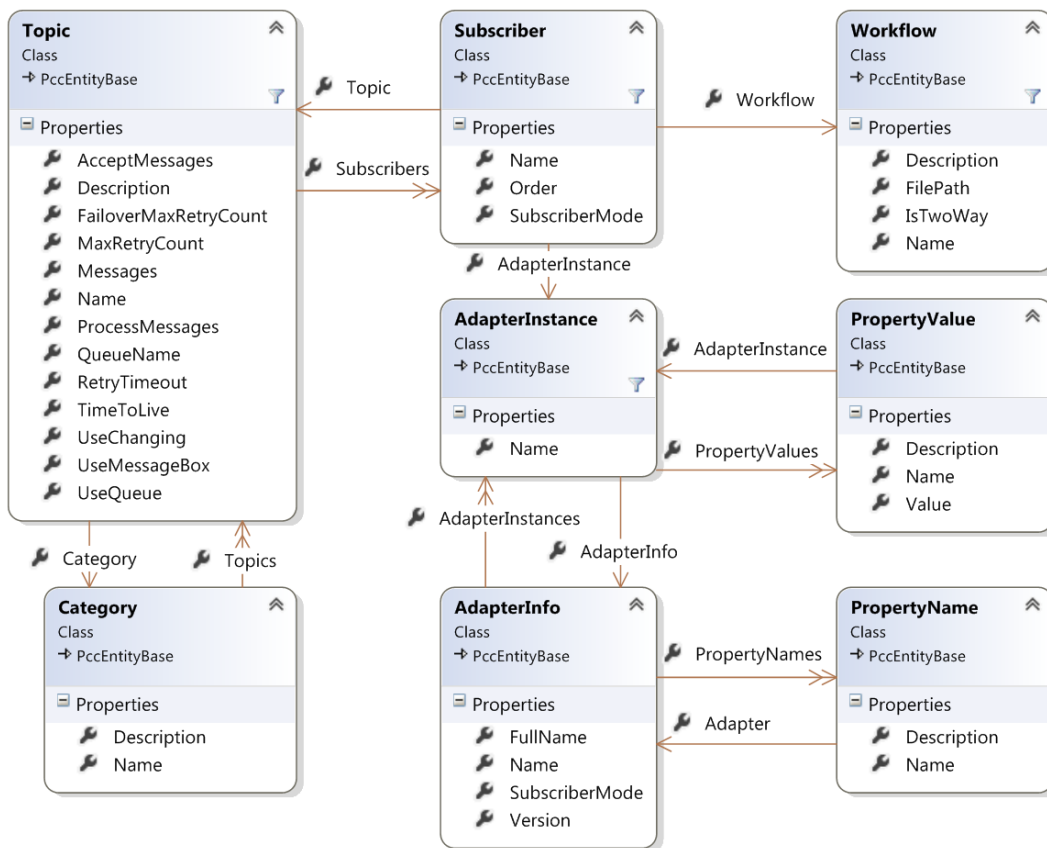 Topic
Class
PccEntityBase
Properties
AcceptMessages
Description
FailoverMaxRetryCount
MaxRetryCount
Messages
Name
ProcessMessages
QueueName
RetryTimeout
TimeToLive
UseChanging
UseMessageBox
UseQueue
Topic
Subscribers
Subscriber
Class
PccEntityBase
Properties
Name
Order
SubscriberMode
Workflow
Workflow
Class
PccEntityBase
Properties
Description
FilePath
IsTwoWay
Name
AdapterInstance
AdapterInstance
Class
PccEntityBase
Properties
Name
AdapterInstance
PropertyValues
PropertyValue
Class
PccEntityBase
Properties
Description
Name
Value
Category
Topics
AdapterInstances
AdapterInfo
Category
Class
PccEntityBase
Properties
Description
Name
AdapterInfo
Class
PccEntityBase
Properties
FullName
Name
SubscriberMode
Version
PropertyNames
Adapter
PropertyName
Class
PccEntityBase
Properties
Description
Name